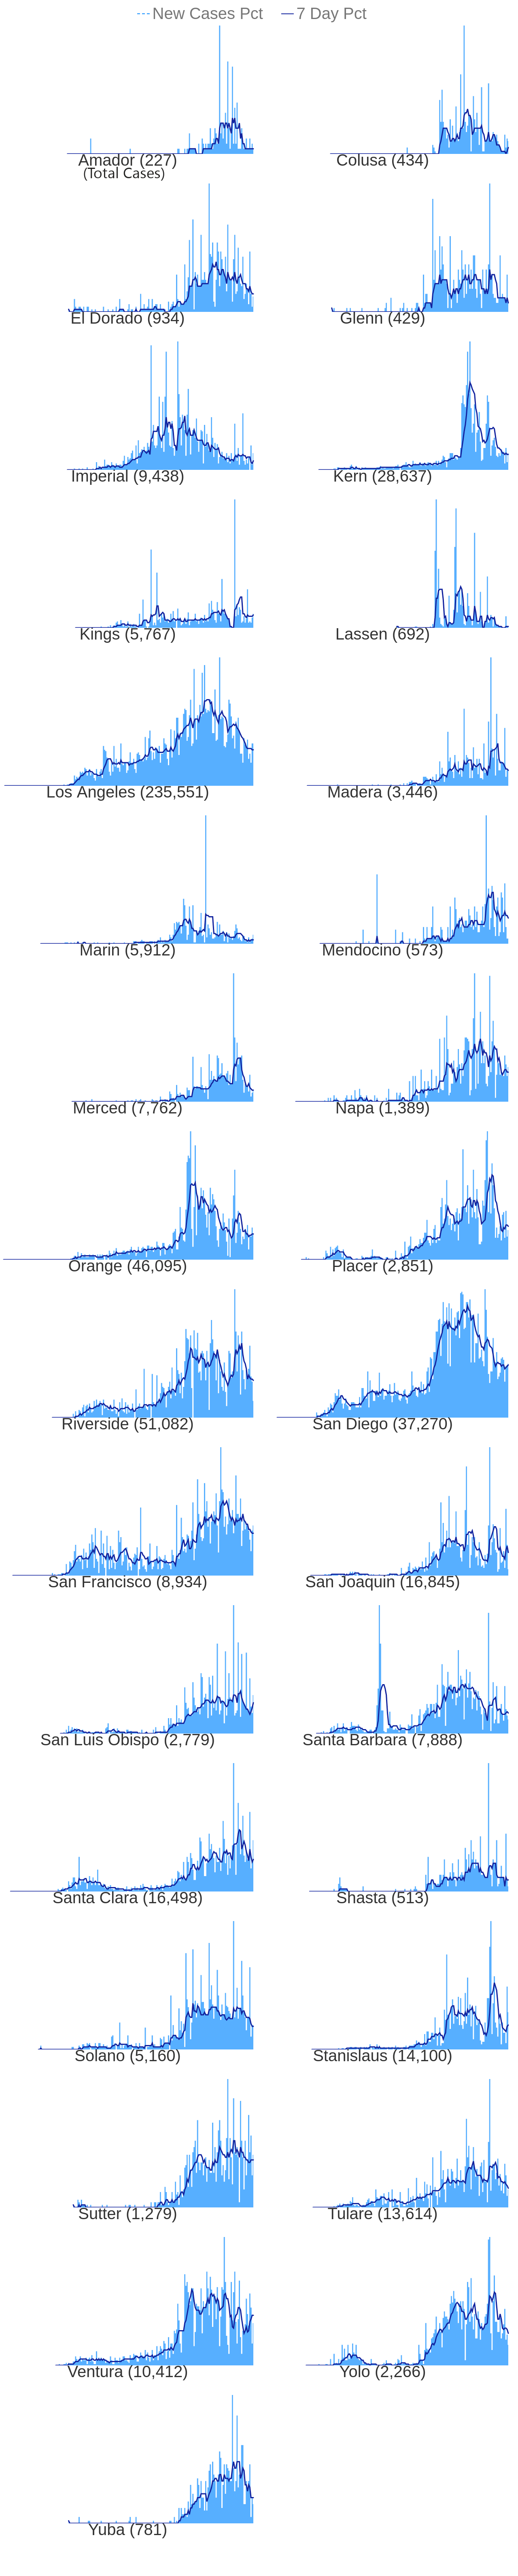 New Cases Pct 7 Day Pct
Amador (227) Colusa (434)
(Total Cases)
El Dorado (934) Glenn (429)
Imperial (9,438) Kern (28,637)
Kings (5,767) Lassen (692)
Los Angeles (235,551) Madera (3,446)
Marin (5,912) Mendocino (573)
Merced (7,762) Napa (1,389)
Orange (46,095) Placer (2,851)
Riverside (51,082) San Diego (37,270)
San Francisco (8,934) San Joaquin (16,845)
San Luis Obispo (2,779) Santa Barbara (7,888)
Santa Clara (16,498) Shasta (513)
Solano (5,160) Stanislaus (14,100)
Sutter (1,279) Tulare (13,614)
Ventura (10,412) Yolo (2,266)
Yuba (781)